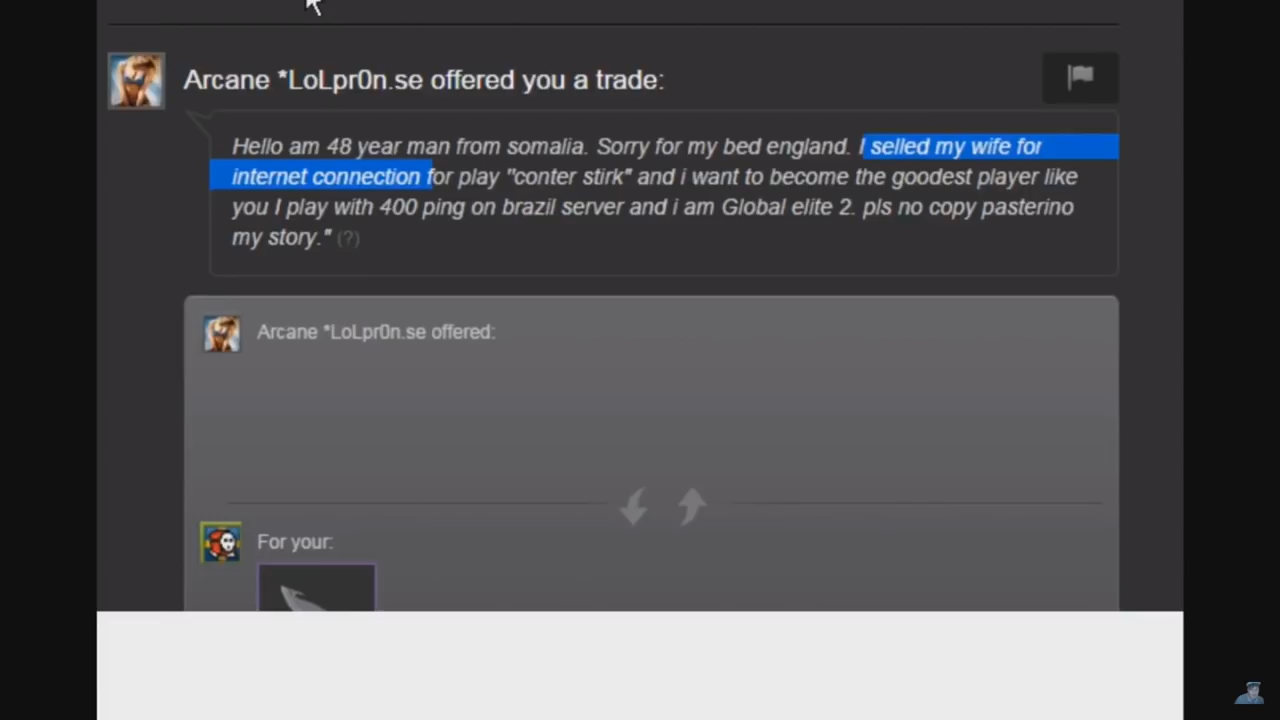 Arcane *LoLpr0n.se offered you a trade:
Hello am 48 year man from somalia. Sorry for my bed england. I selled my wife for
internet connection for play "conter stirk" and i want to become the goodest player like
you I play with 400 ping on brazil server and i am Global elite 2. pls no copy pasterino
my story." (?)
Arcane *LoLpr0n.se offered:
For your: